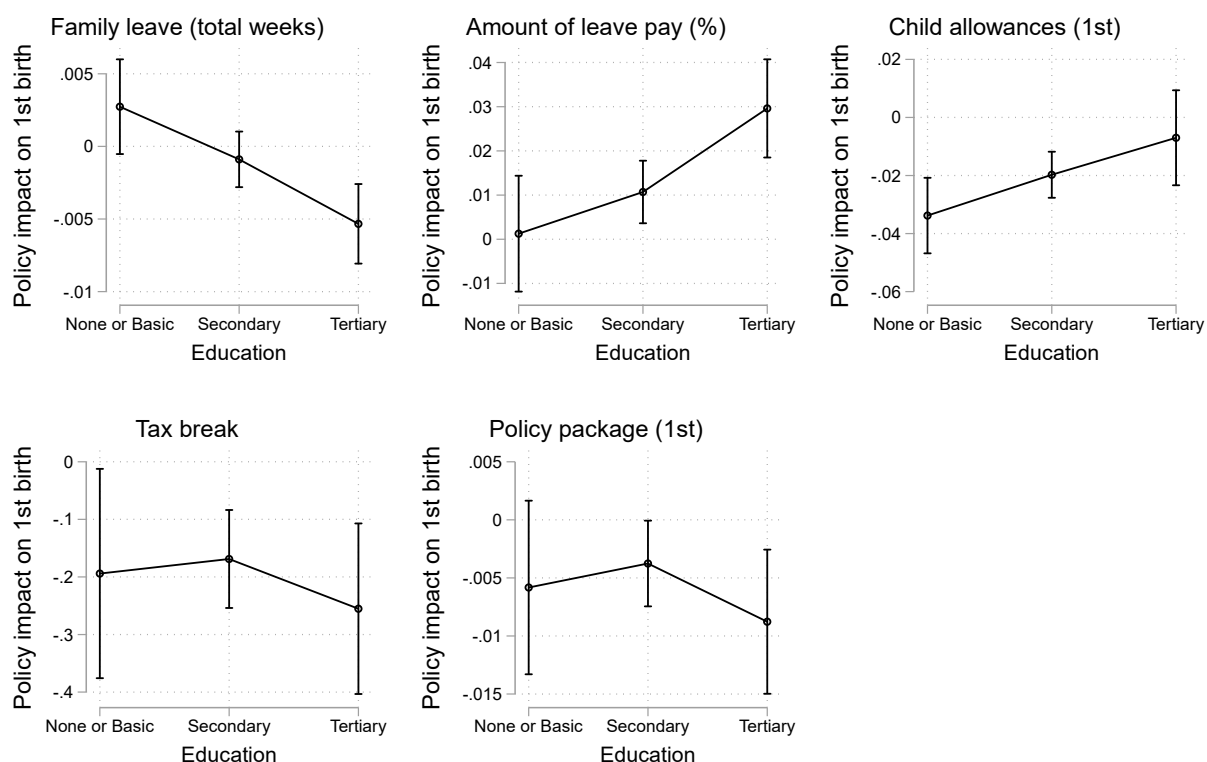 Family leave (total weeks)
Policy impact on 1st birth
.005
0
-.005
-.01
None or Basic Secondary Tertiary
Education
Amount of leave pay (%)
Policy impact on 1st birth
.04
.03
.02
.01
0
-.01
None or Basic Secondary Tertiary
Education
Child allowances (1st)
Policy impact on 1st birth
.02
0
-.02
-.04
-.06
None or Basic Secondary Tertiary
Education
Tax break
Policy impact on 1st birth
0
-.1
-.2
-.3
-.4
None or Basic Secondary Tertiary
Education
Policy package (1st)
Policy impact on 1st birth
.005
0
-.005
-.01
-.015
None or Basic Secondary Tertiary
Education